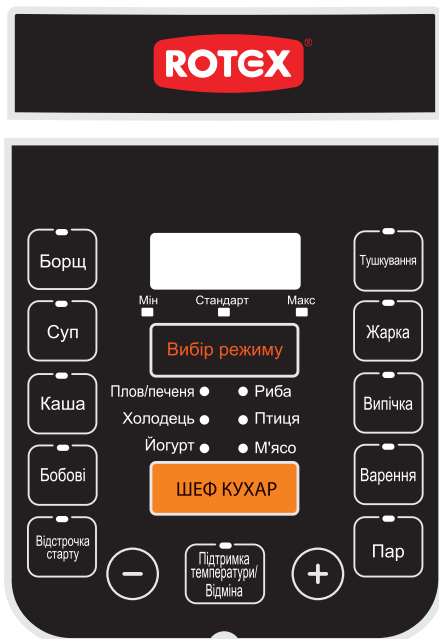 ROTEX®
Борщ
Тушкування
Мін Стандарт Макс
Суп
Вибір режиму
Жарка
Плов/печеня
Риба
Каша
Холодець
Птиця
Випічка
Йогурт
М'ясо
Бобові
ШЕФ КУХАР
Варення
Відстрочка
старту
Підтримка
температури/
Відміна
Пар
−
+